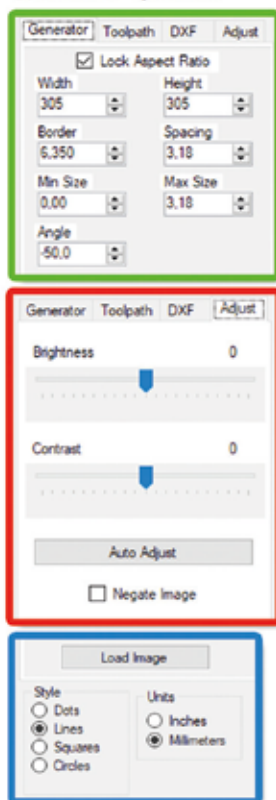 Generator Toolpath DXF Adjust
Lock Aspect Ratio
Width Height
305 305
Border Spacing
6,350 3,18
Min Size Max Size
0,00 3,18
Angle
-50,0
Generator Toolpath DXF Adjust
Brightness 0
Contrast 0
Auto Adjust
Negate Image
Load Image
Style Units
Dots
Inches
Lines
Millimeters
Squares
Circles